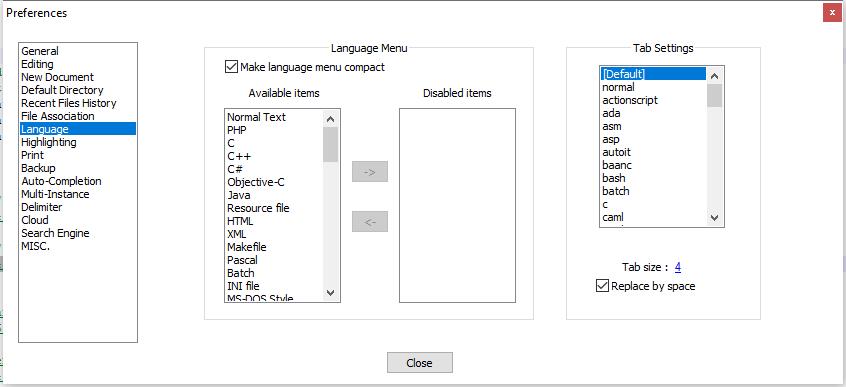 Preferences
x
General
Editing
New Document
Default Directory
Recent Files History
File Association
Language
Highlighting
Print
Backup
Auto-Completion
Multi-Instance
Delimiter
Cloud
Search Engine
MISC.
Language Menu
Make language menu compact
Available items
Disabled items
Normal Text
PHP
C
C++
C#
Objective-C
Java
Resource file
HTML
XML
Makefile
Pascal
Batch
INI file
MS-DOS Style
->
<-
Tab Settings
[Default]
normal
actionscript
ada
asm
asp
autoit
baanc
bash
batch
c
caml
Tab size : 4
Replace by space
Close